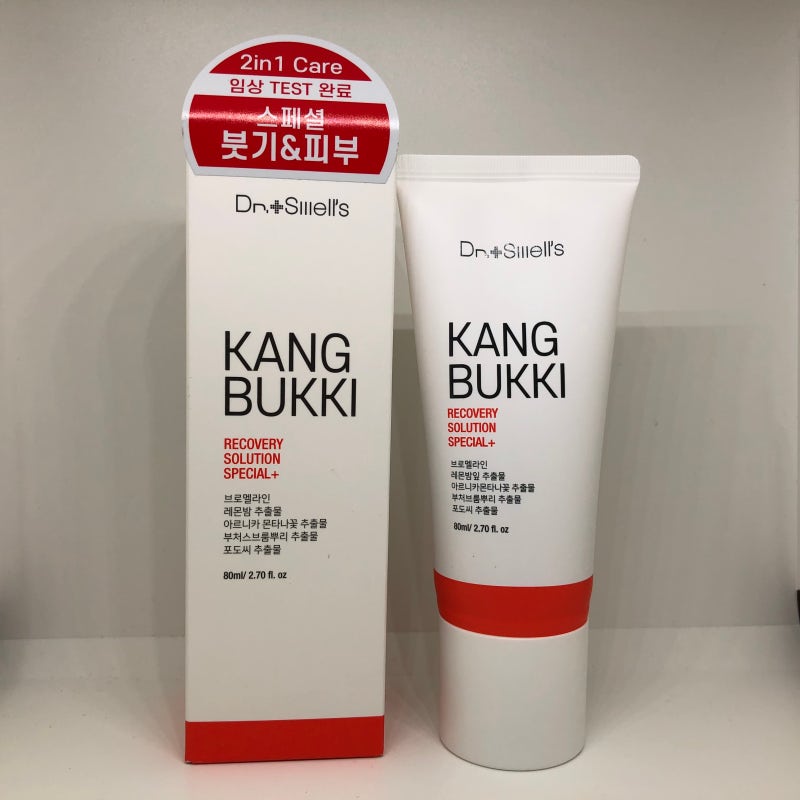 2in1 Care
임상 TEST 완료
스페셜
붓기&피부
Dr.+Swell's
KANG
BUKKI
RECOVERY
SOLUTION
SPECIAL+
브로멜라인
레몬밤 추출물
아르니카 몬타나꽃 추출물
부처스브룸뿌리 추출물
포도씨 추출물
80ml/ 2.70 fl. oz
Dr.+Swell's
KANG
BUKKI
RECOVERY
SOLUTION
SPECIAL+
브로멜라인
레몬밤잎 추출물
아르니카몬타나꽃 추출물
부처브룸뿌리 추출물
포도씨 추출물
80ml/ 2.70 fl. oz